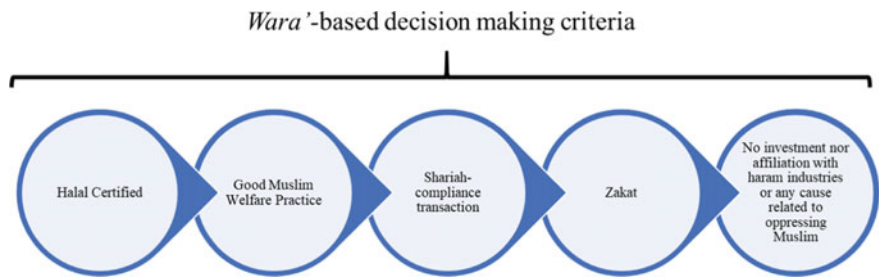 Wara’-based decision making criteria
Halal Certified
Good Muslim
Welfare Practice
Shariah-
compliance
transaction
Zakat
No investment nor
affiliation with
haram industries
or any cause
related to
oppressing
Muslim